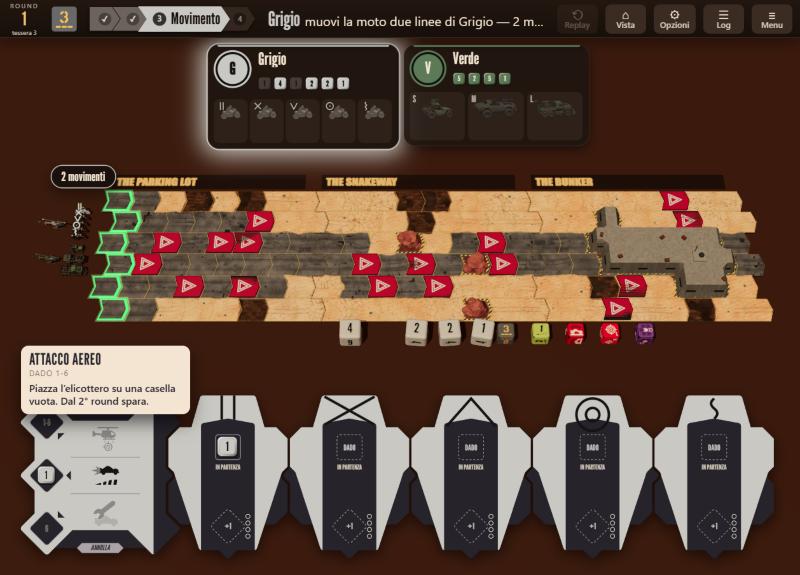 ROUND
1
tessera 3
3
3 Movimento
4
Grigio muovi la moto due linee di Grigio — 2 m...
Replay
Vista
Opzioni
Log
Menu
G
Grigio
1 4 1 2 2 1
V
Verde
5 2 5 1
S
M
L
2 movimenti
THE PARKING LOT
THE SNAKEWAY
THE BUNKER
4
2
2
1
3
1
ATTACCO AEREO
DADO 1-6
Piazza l'elicottero su una casella
vuota. Dal 2° round spara.
1-6
1
6
ANNULLA
1
IN PARTENZA
+1
DADO
IN PARTENZA
+1
DADO
IN PARTENZA
+1
DADO
IN PARTENZA
+1
DADO
IN PARTENZA
+1